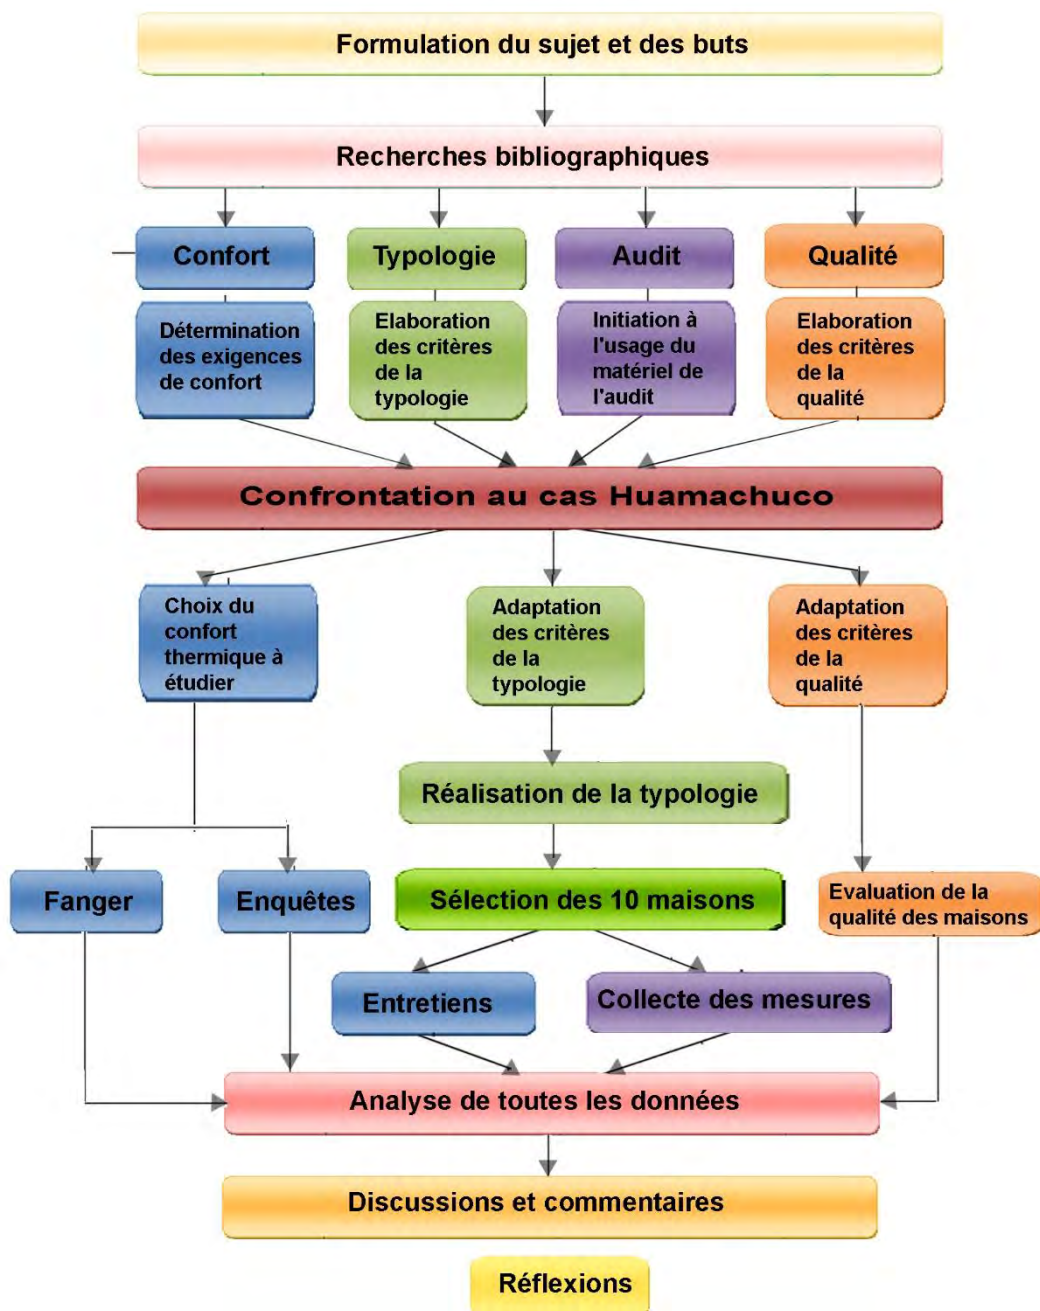 Formulation du sujet et des buts
Recherches bibliographiques
Confort
Typologie
Audit
Qualité
Détermination
des exigences
de confort
Elaboration
des critères
de la
typologie
Initiation à
l'usage du
matériel de
l'audit
Elaboration
des critères
de la
qualité
Confrontation au cas Huamachuco
Choix du
confort
thermique à
étudier
Adaptation
des critères
de la
typologie
Adaptation
des critères
de la
qualité
Réalisation de la typologie
Fanger
Enquêtes
Sélection des 10 maisons
Evaluation de la
qualité des maisons
Entretiens
Collecte des mesures
Analyse de toutes les données
Discussions et commentaires
Réflexions